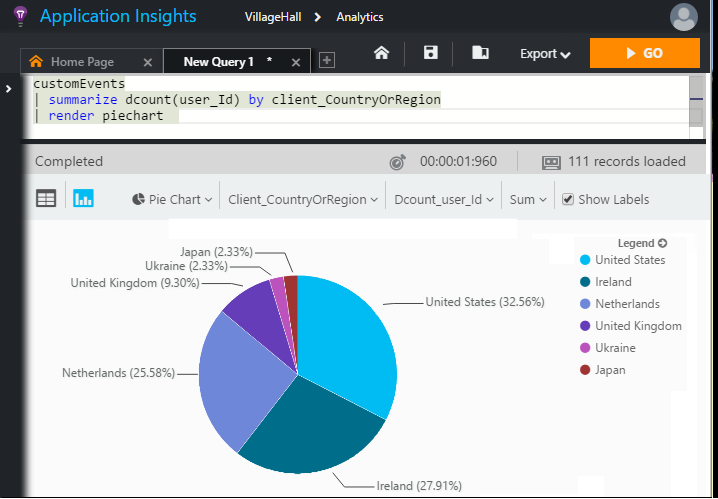 Application Insights VillageHall > Analytics
Home Page × New Query 1 * × + Export GO
>
customEvents
| summarize dcount(user_Id) by client_CountryOrRegion
| render piechart
Completed 00:00:01:960 111 records loaded
Pie Chart Client_CountryOrRegion Dcount_user_Id Sum Show Labels
Legend
United States
Ireland
Netherlands
United Kingdom
Ukraine
Japan
Japan (2.33%)
Ukraine (2.33%)
United Kingdom (9.30%)
United States (32.56%)
Netherlands (25.58%)
Ireland (27.91%)